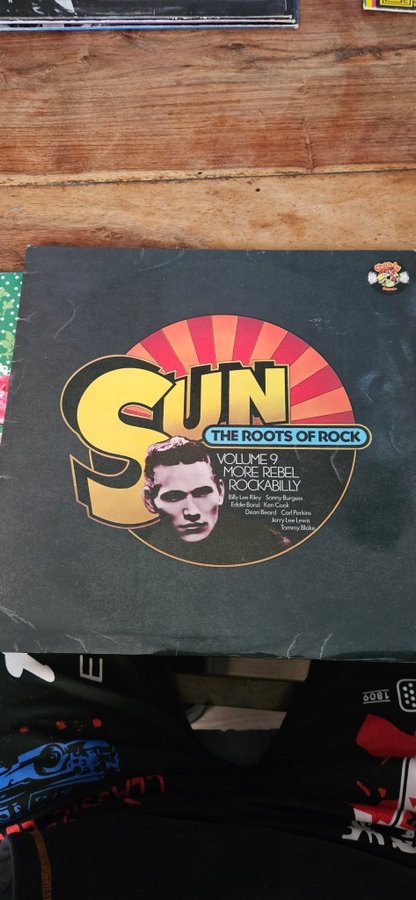 SUN
THE ROOTS OF ROCK
VOLUME 9
MORE REBEL
ROCKABILLY
Billy Lee Riley Sonny Burgess
Eddie Bond Ken Cook
Dean Beard Carl Perkins
Jerry Lee Lewis
Tommy Blake
E
1809